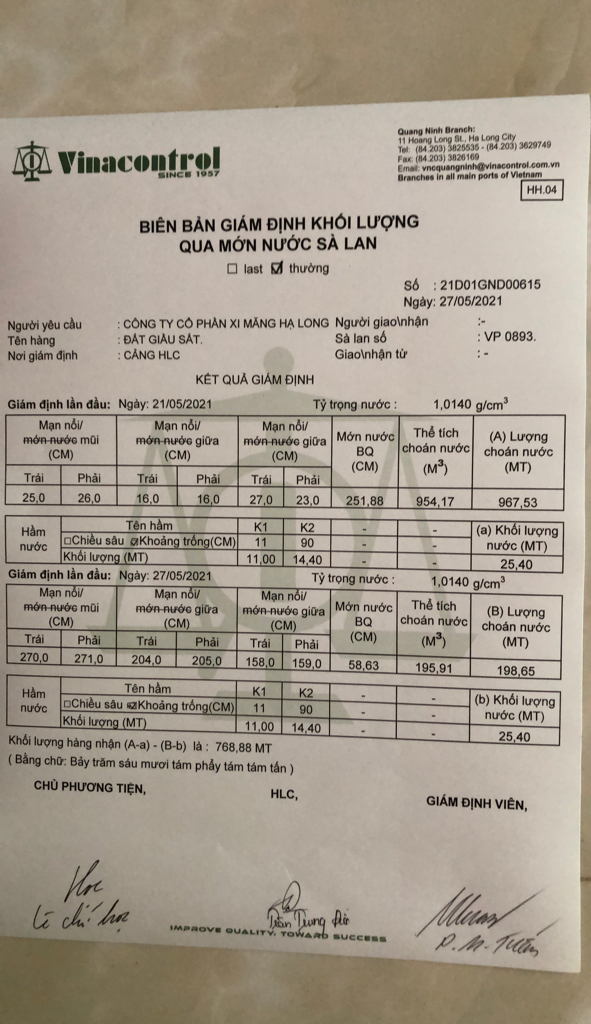 Vinacontrol
SINCE 1957
Quang Ninh Branch:
11 Hoang Long St., Ha Long City
Tel: (84.203) 3825535 - (84.203) 3629749
Fax: (84.203) 3826169
Email: vncquangninh@vinacontrol.com.vn
Branches in all main ports of Vietnam
HH.04
BIÊN BẢN GIÁM ĐỊNH KHỐI LƯỢNG
QUA MỚN NƯỚC SÀ LAN
☐ last ☑ thường
Số : 21D01GND00615
Ngày: 27/05/2021
Người yêu cầu : CÔNG TY CỔ PHẦN XI MĂNG HẠ LONG Người giao\nhận :-
Tên hàng : ĐẤT GIÀU SẮT. Sà lan số : VP 0893.
Nơi giám định : CẢNG HLC Giao\nhận từ : -
KẾT QUẢ GIÁM ĐỊNH
Giám định lần đầu: Ngày: 21/05/2021 Tỷ trọng nước : 1,0140 g/cm³
Mạn nổi/ Mạn nổi/ Mạn nổi/ Mớn nước Thể tích (A) Lượng
mớn nước mũi mớn nước giữa mớn nước giữa BQ choán nước choán nước
(CM) (CM) (CM) (CM) (M³) (MT)
Trái Phải Trái Phải Trái Phải
25,0 26,0 16,0 16,0 27,0 23,0 251,88 954,17 967,53
Hầm nước Tên hầm K1 K2 - - (a) Khối lượng nước (MT)
☐Chiều sâu ☑Khoảng trống(CM) 11 90 - -
Khối lượng (MT) 11,00 14,40 - - 25,40
Giám định lần đầu: Ngày: 27/05/2021 Tỷ trọng nước : 1,0140 g/cm³
Mạn nổi/ Mạn nổi/ Mạn nổi/ Mớn nước Thể tích (B) Lượng
mớn nước mũi mớn nước giữa mớn nước giữa BQ choán nước choán nước
(CM) (CM) (CM) (CM) (M³) (MT)
Trái Phải Trái Phải Trái Phải
270,0 271,0 204,0 205,0 158,0 159,0 58,63 195,91 198,65
Hầm nước Tên hầm K1 K2 - - (b) Khối lượng nước (MT)
☐Chiều sâu ☑Khoảng trống(CM) 11 90 - -
Khối lượng (MT) 11,00 14,40 - - 25,40
Khối lượng hàng nhận (A-a) - (B-b) là : 768,88 MT
( Bằng chữ: Bảy trăm sáu mươi tám phẩy tám tám tấn )
CHỦ PHƯƠNG TIỆN, HLC, GIÁM ĐỊNH VIÊN,
Học
Lê chí học
Trần Trung
P. M. Tuấn
IMPROVE QUALITY, TOWARD SUCCESS